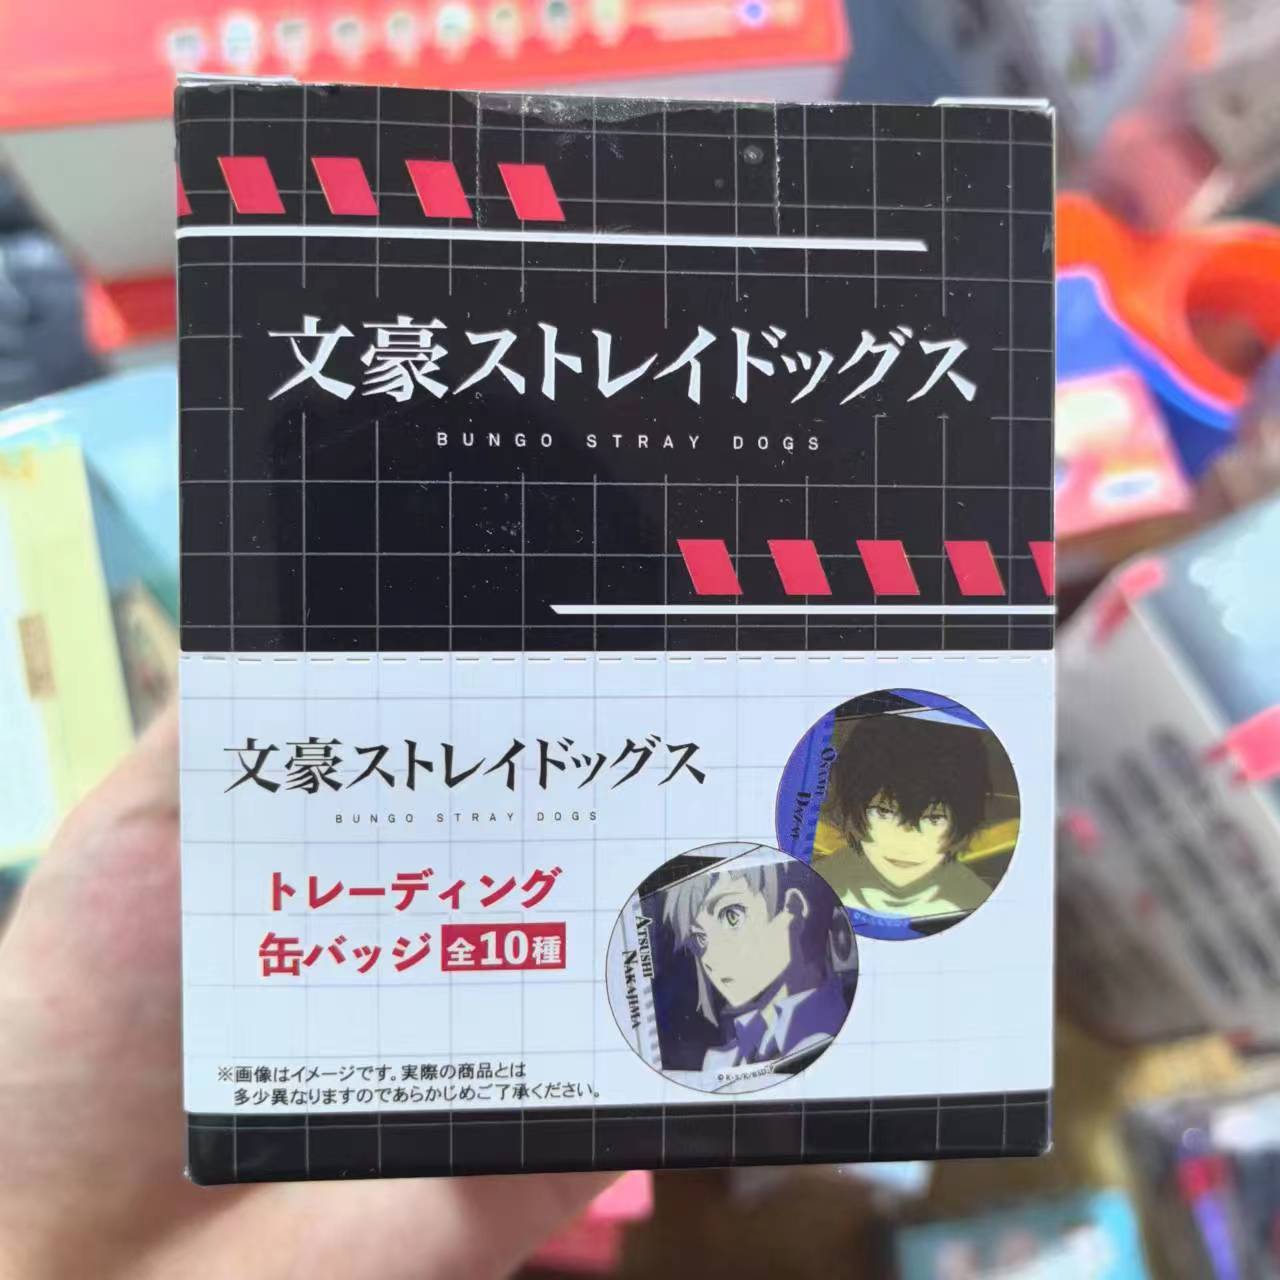 文豪ストレイドッグス
BUNGO STRAY DOGS
文豪ストレイドッグス
BUNGO STRAY DOGS
トレーディング
缶バッジ 全10種
OSAMU
DAZAI
ATSUSHI
NAKAJIMA
※画像はイメージです。実際の商品とは
多少異なりますのであらかじめご了承ください。